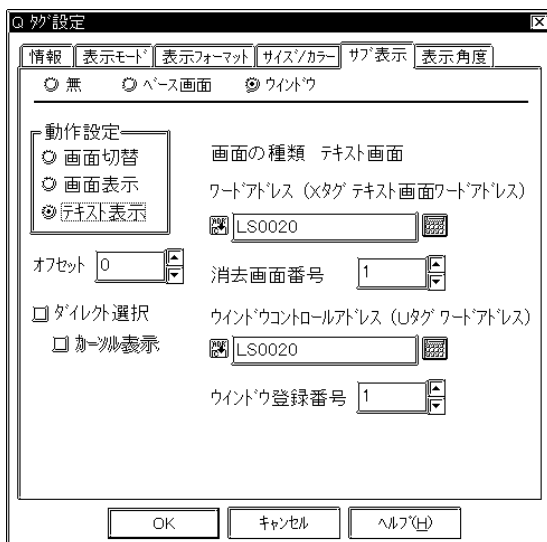 Q ﾀｸﾞ設定
情報 表示ﾓｰﾄﾞ 表示ﾌｫｰﾏｯﾄ ｻｲｽﾞ/ｶﾗｰ ｻﾌﾞ表示 表示角度
無 ﾍﾞｰｽ画面 ｳｲﾝﾄﾞｳ
動作設定
画面切替
画面表示
ﾃｷｽﾄ表示
画面の種類 ﾃｷｽﾄ画面
ﾜｰﾄﾞｱﾄﾞﾚｽ (Xﾀｸﾞ ﾃｷｽﾄ画面ﾜｰﾄﾞｱﾄﾞﾚｽ)
LS0020
ｵﾌｾｯﾄ 0
消去画面番号 1
ﾀﾞｲﾚｸﾄ選択
ｶｰｿﾙ表示
ｳｲﾝﾄﾞｳｺﾝﾄﾛｰﾙｱﾄﾞﾚｽ (Uﾀｸﾞ ﾜｰﾄﾞｱﾄﾞﾚｽ)
LS0020
ｳｲﾝﾄﾞｳ登録番号 1
OK ｷｬﾝｾﾙ ﾍﾙﾌﾟ(H)